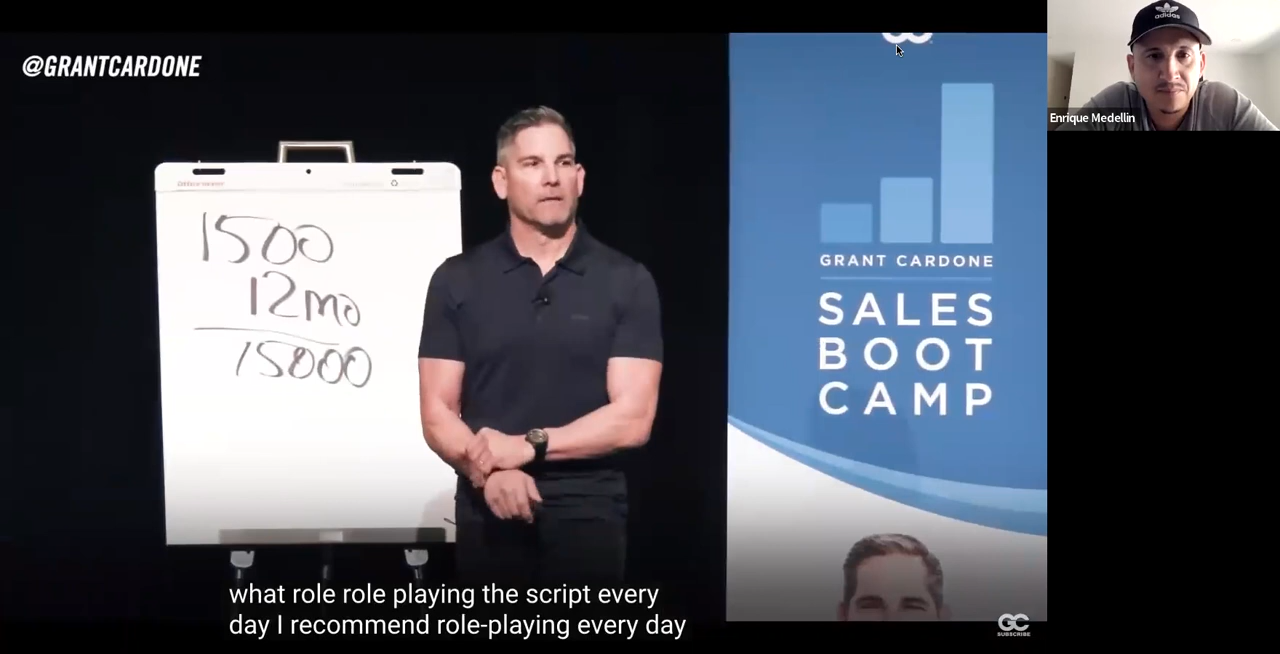 @GRANTCARDONE
1500
12mo
15000
GRANT CARDONE
SALES
BOOT
CAMP
what role role playing the script every
day I recommend role-playing every day
GC
SUBSCRIBE
adidas
Enrique Medellin